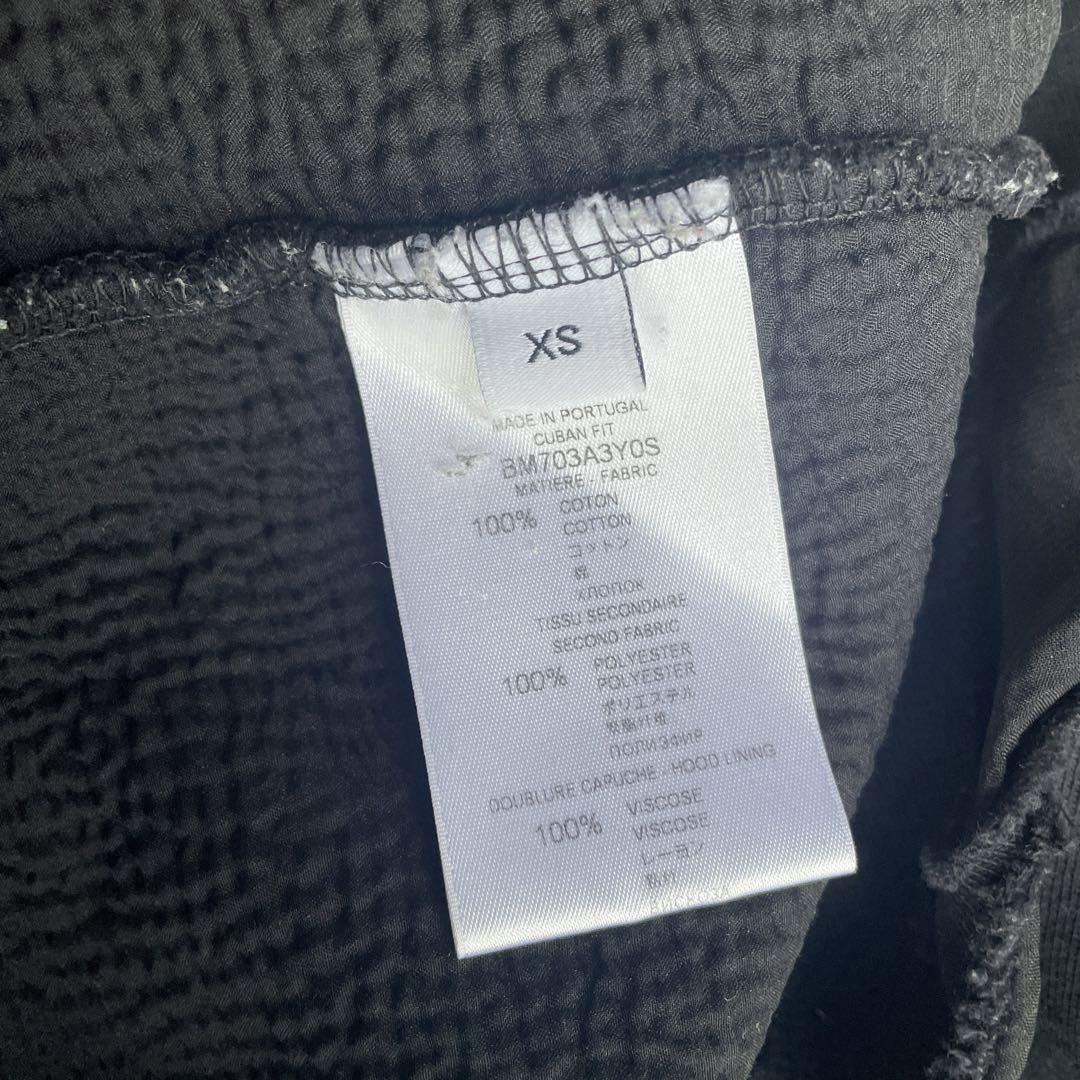 XS
MADE IN PORTUGAL
CUBAN FIT
BM703A3Y0S
MATIERE - FABRIC
100% COTON
COTTON
コットン
棉
ХЛОПОК
TISSU SECONDAIRE
SECOND FABRIC
100% POLYESTER
POLYESTER
ポリエステル
聚酯纤维
ПОЛИЭФИР
DOUBLURE CAPUCHE - HOOD LINING
100% VISCOSE
VISCOSE
レーヨン